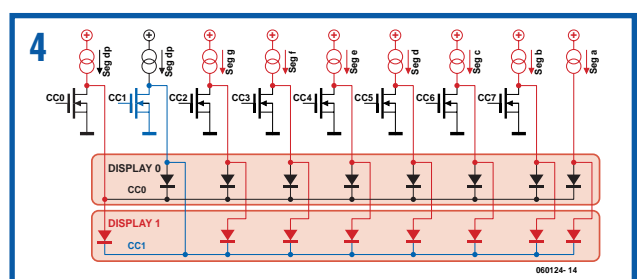 4
Seg dp
Seg dp
Seg g
Seg f
Seg e
Seg d
Seg c
Seg b
Seg a
CC0
CC1
CC2
CC3
CC4
CC5
CC6
CC7
DISPLAY 0
CC0
DISPLAY 1
CC1
060124- 14